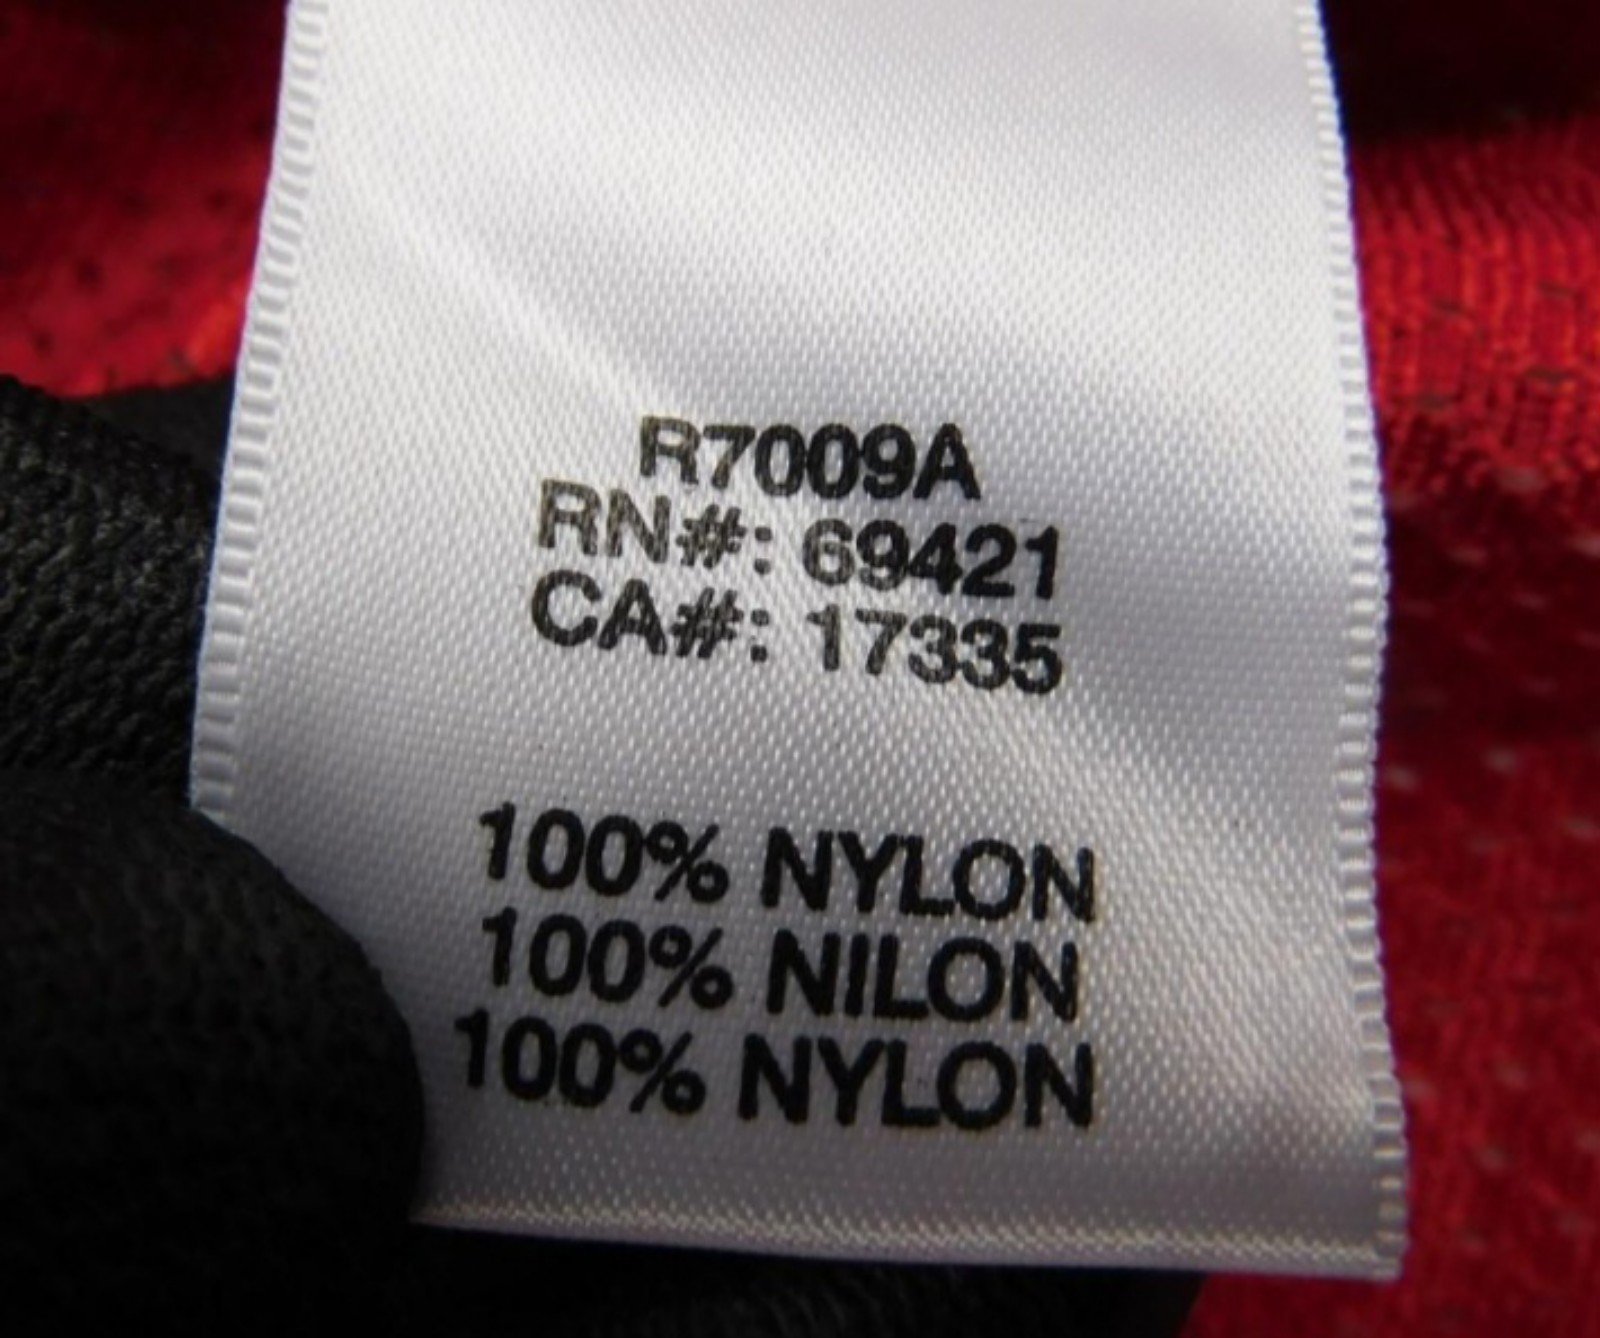 R7009A
RN#: 69421
CA#: 17335
100% NYLON
100% NILON
100% NYLON